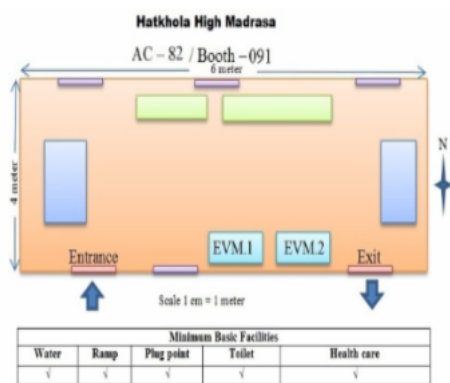 Hatkhola High Madrasa
AC - 82 / Booth -091
6 meter
4 meter
N
EVM.1 EVM.2
Entrance Exit
Scale 1 cm = 1 meter
Minimum Basic Facilities
Water Ramp Plug point Toilet Health care
√ √ √ √ √